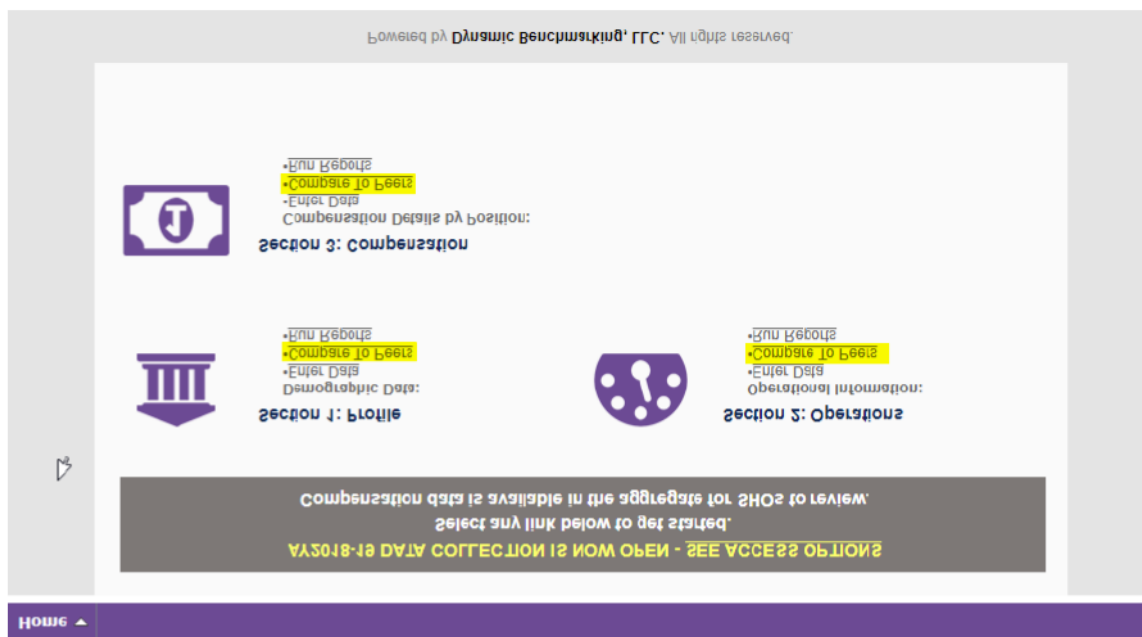 Home
AY2018-19 DATA COLLECTION IS NOW OPEN - SEE ACCESS OPTIONS
Select any link below to get started.
Compensation data is available in the aggregate for SHOs to review.
Section 1: Profile
Demographic Data:
•Enter Data
•Compare To Peers
•Run Reports
Section 2: Operations
Operational Information:
•Enter Data
•Compare To Peers
•Run Reports
1
Section 3: Compensation
Compensation Details by Position:
•Enter Data
•Compare To Peers
•Run Reports
Powered by Dynamic Benchmarking, LLC. All rights reserved.